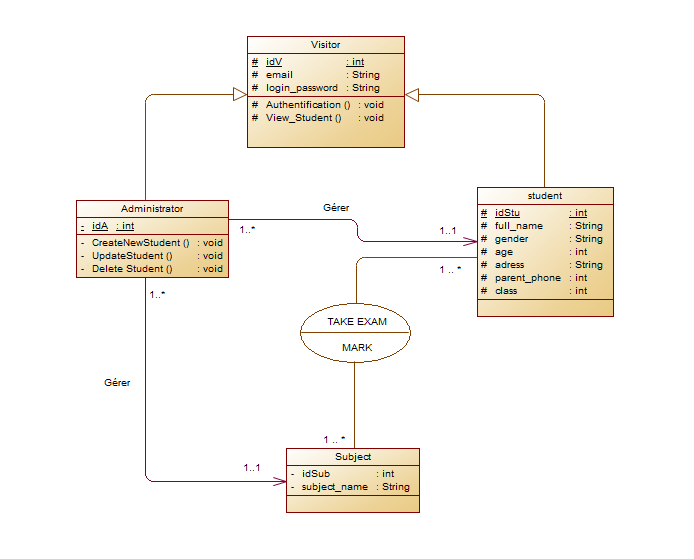 Visitor
# idV : int
# email : String
# login_password : String
# Authentification () : void
# View_Student () : void
student
# idStu : int
# full_name : String
# gender : String
# age : int
# adress : String
# parent_phone : int
# class : int
Administrator
- idA : int
- CreateNewStudent () : void
- UpdateStudent () : void
- Delete Student () : void
Gérer
1..*
1..1
1 .. *
1..*
TAKE EXAM
MARK
Gérer
1 .. *
1..1
Subject
- idSub : int
- subject_name : String